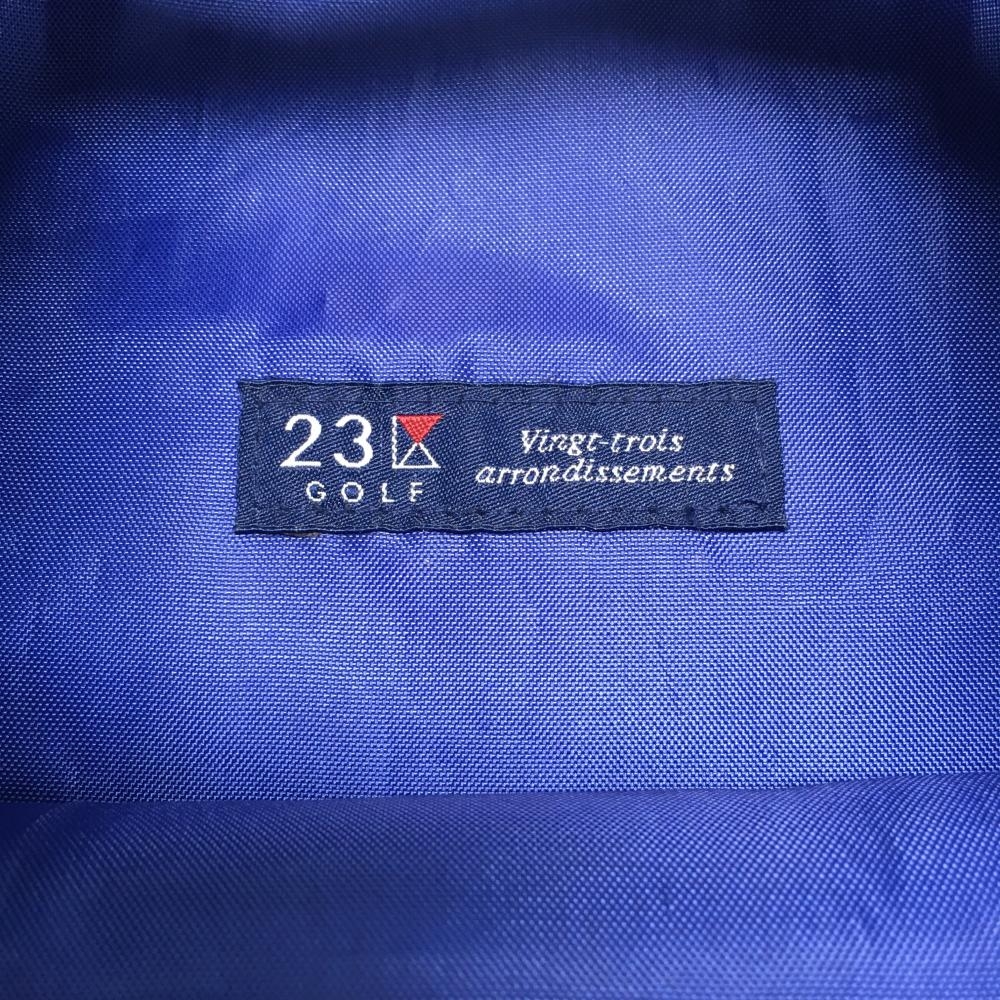 23
GOLF
Vingt-trois
arrondissements